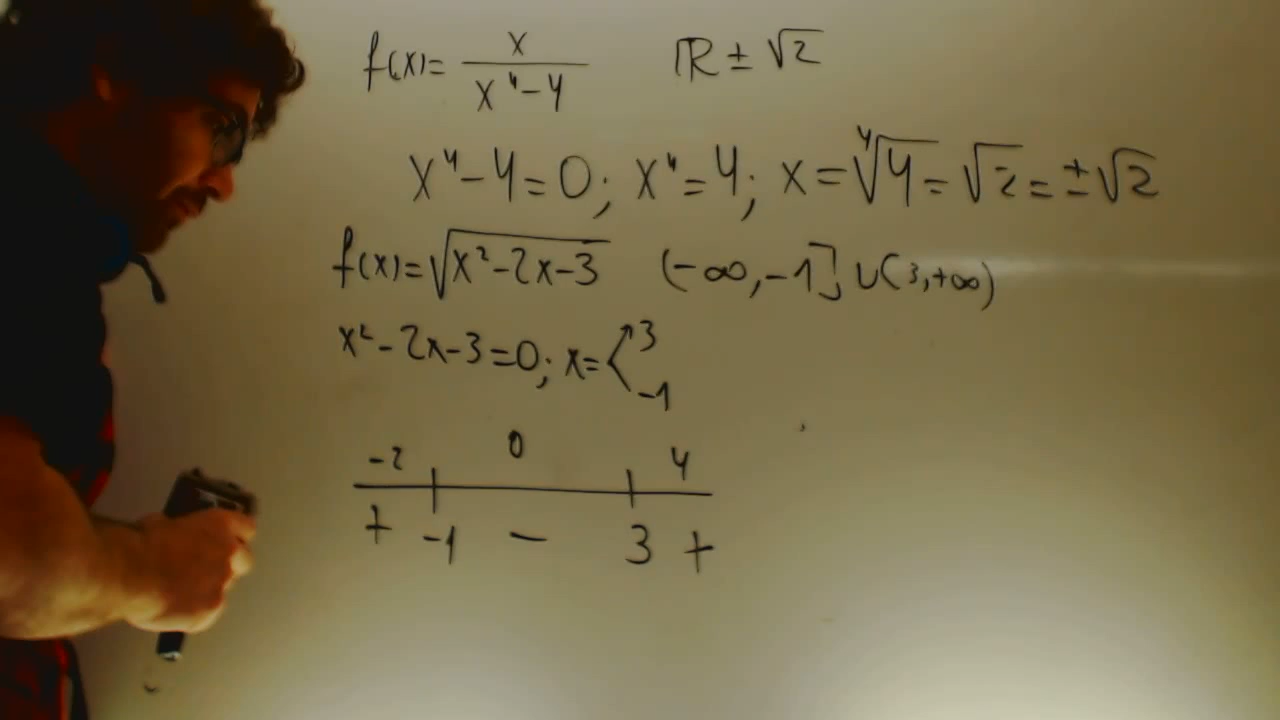 f(x)= x/(x⁴-4) ℝ ± √2
x⁴-4=0; x⁴=4; x=⁴√4=√2=±√2
f(x)=√(x²-2x-3) (-∞,-1]∪(3,+∞)
x²-2x-3=0; x=< 3 -1
-2 0 4
+ -1 - 3 +